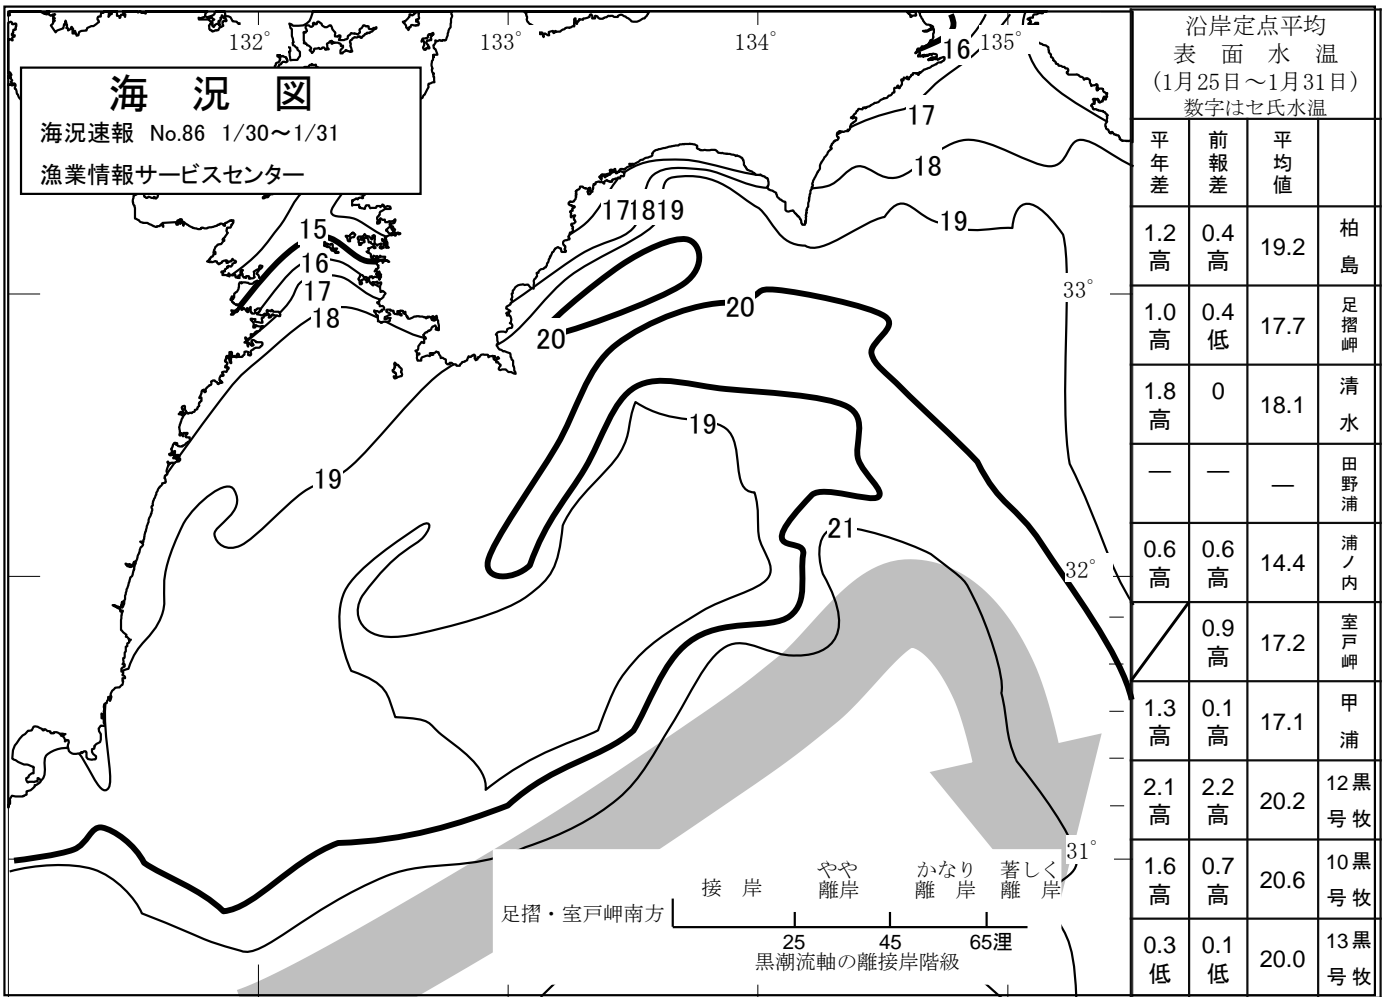 海況図
海況速報 No.86 1/30～1/31
漁業情報サービスセンター
132°
133°
134°
135°
16
17
18
19
17 18 19
15
16
17
18
20
20
33°
19
19
21
32°
31°
接岸
やや離岸
かなり離岸
著しく離岸
足摺・室戸岬南方
25 45 65浬
黒潮流軸の離接岸階級
沿岸定点平均
表面水温
(1月25日～1月31日)
数字はセ氏水温
平年差 前報差 平均値
1.2高 0.4高 19.2 柏島
1.0高 0.4低 17.7 足摺岬
1.8高 0 18.1 清水
— — — 田野浦
0.6高 0.6高 14.4 浦ノ内
0.9高 17.2 室戸岬
1.3高 0.1高 17.1 甲浦
2.1高 2.2高 20.2 黒牧12号
1.6高 0.7高 20.6 黒牧10号
0.3低 0.1低 20.0 黒牧13号